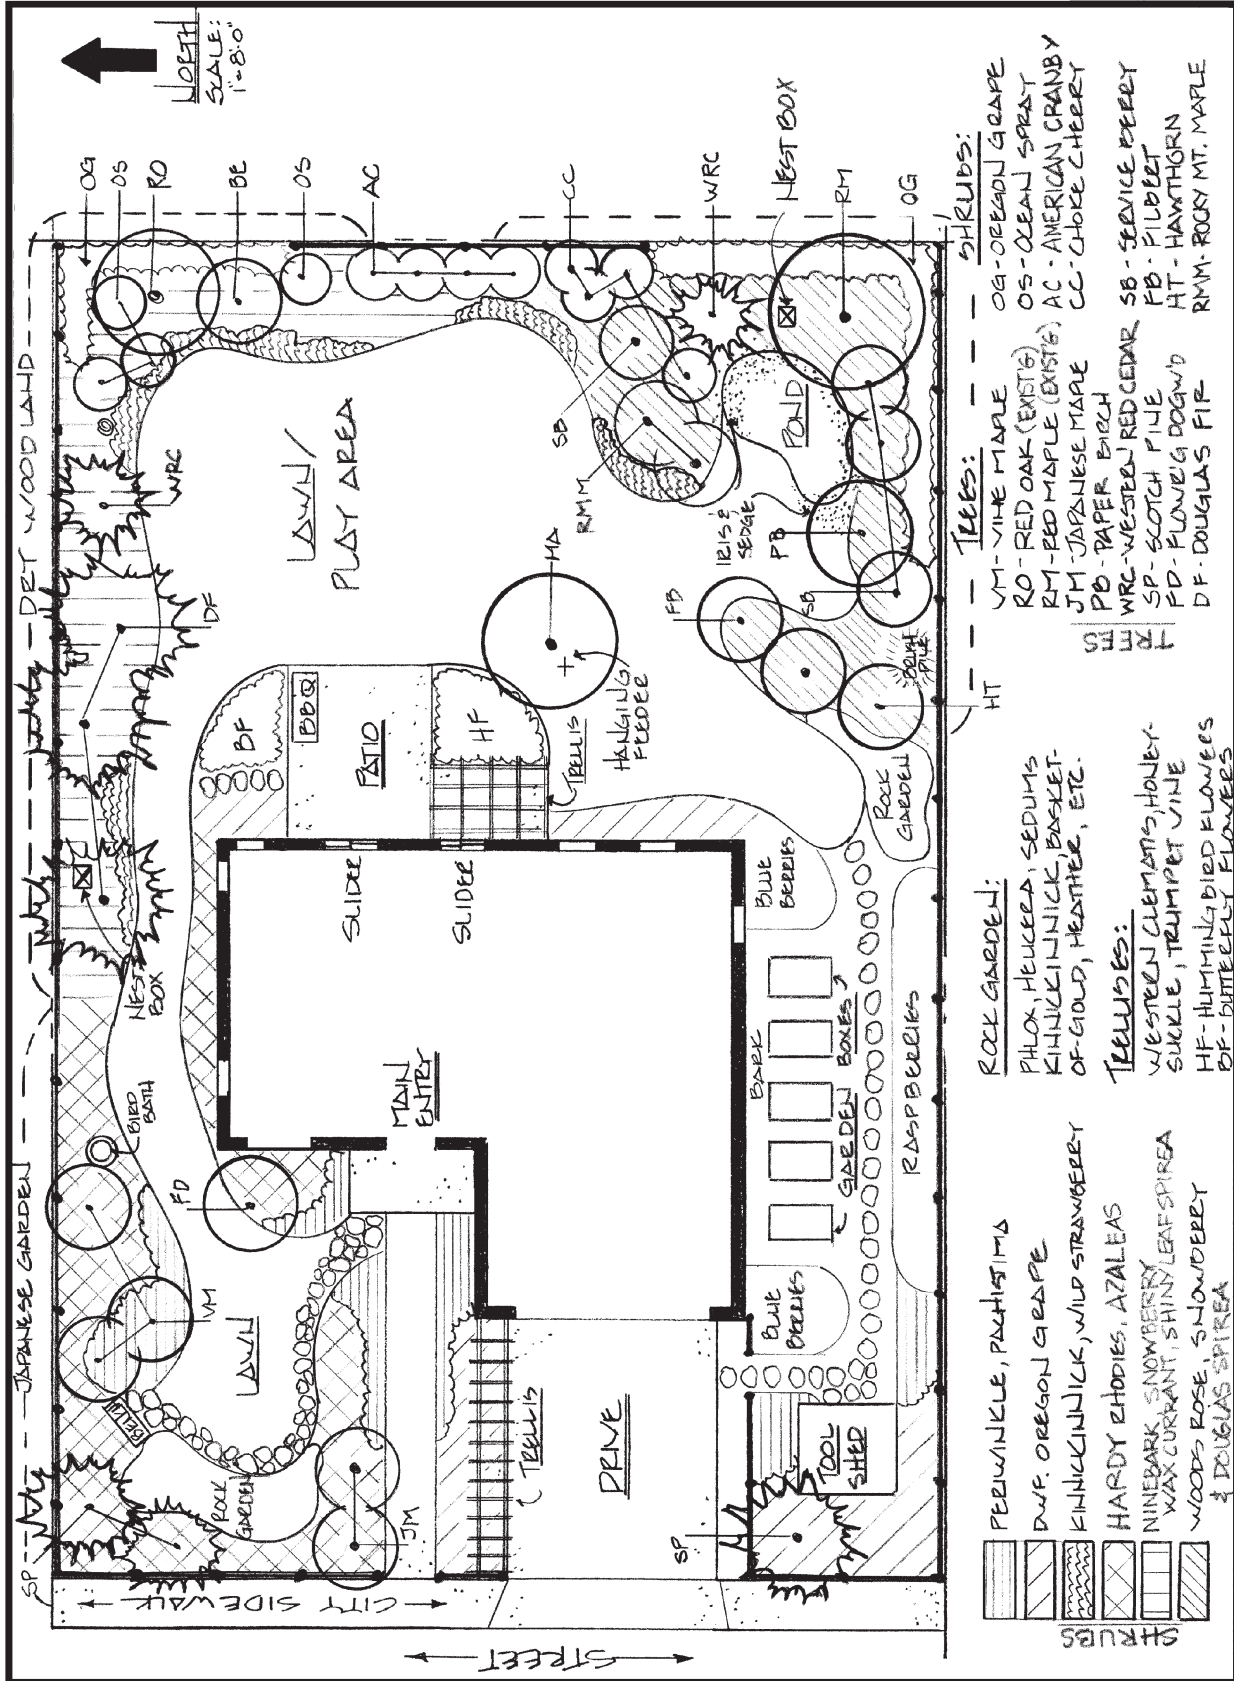 NORTH
SCALE:
1"=8'0"
SP
JAPANESE GARDEN
DRY WOODLAND
OG
OS
RO
BE
OS
AC
CC
WRC
NEST BOX
RM
OG
WRC
DF
NEST
BOX
BIRD
BATH
FD
VM
LAWN
BENCH
ROCK
GARDEN
JM
CITY SIDEWALK
STREET
LAWN/
PLAY AREA
SB
RMM
IRIS &
SEDGE
POND
PB
SB
FB
HT
BRUSH
PILE
MA
HANGING
FEEDER
TRELLIS
BF
BBQ
PATIO
HF
SLIDER
SLIDER
MAIN
ENTRY
TRELLIS
DRIVE
SP
TOOL
SHED
BLUE
BERRIES
BARK
GARDEN BOXES
BLUE
BERRIES
RASPBERRIES
ROCK
GARDEN
SHRUBS
PERIWINKLE, PACHISTIMA
DWF. OREGON GRAPE
KINNICKINNICK, WILD STRAWBERRY
HARDY RHODIES, AZALEAS
NINEBARK, SNOWBERRY
WAX CURRANT, SHINYLEAF SPIREA
WOODS ROSE, SNOWBERRY
& DOUGLAS SPIREA
ROCK GARDEN:
PHLOX, HEUCERA, SEDUMS
KINNICKINNICK, BASKET-
OF-GOLD, HEATHER, ETC.
TRELLISES:
WESTERN CLEMATIS, HONEY-
SUCKLE, TRUMPET VINE
HF-HUMMINGBIRD FLOWERS
BF-BUTTERFLY FLOWERS
TREES:
VM-VINE MAPLE
RO-RED OAK (EXIST'G)
RM-RED MAPLE (EXIST'G)
JM-JAPANESE MAPLE
PB-PAPER BIRCH
WRC-WESTERN RED CEDAR
SP-SCOTCH PINE
FD-FLOWR'G DOGW'D
DF-DOUGLAS FIR
TREES
SHRUBS:
OG-OREGON GRAPE
OS-OCEAN SPRAY
AC-AMERICAN CRANBY
CC-CHOKE CHERRY
SB-SERVICE BERRY
FB-FILBERT
HT-HAWTHORN
RMM-ROCKY MT. MAPLE